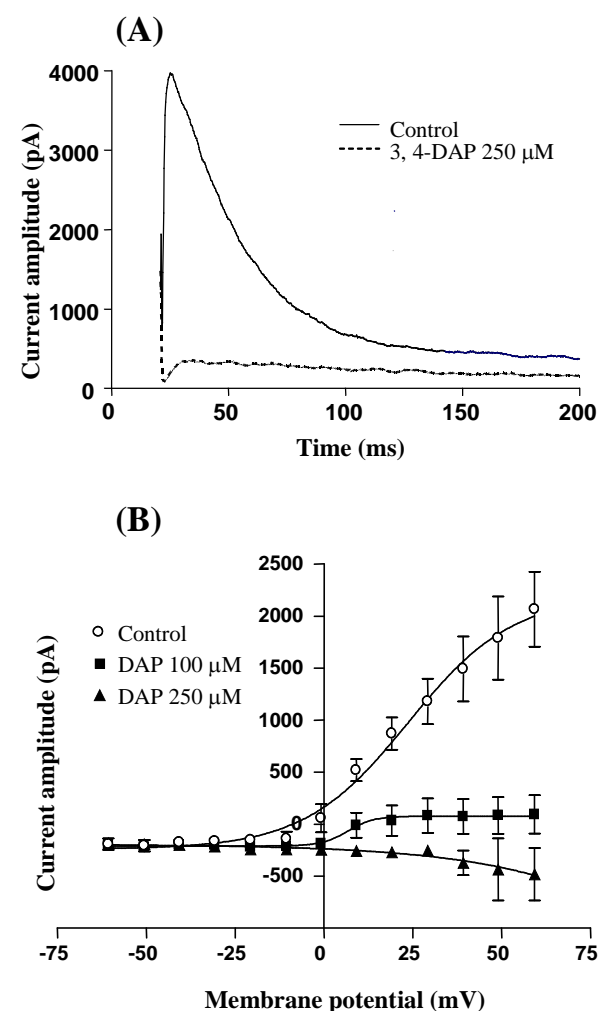 (A)
4000
3000
2000
1000
0
Current amplitude (pA)
Control
3, 4-DAP 250 μM
0 50 100 150 200
Time (ms)
(B)
2500
2000
1500
1000
500
0
-500
Current amplitude (pA)
Control
DAP 100 μM
DAP 250 μM
-75 -50 -25 0 25 50 75
Membrane potential (mV)